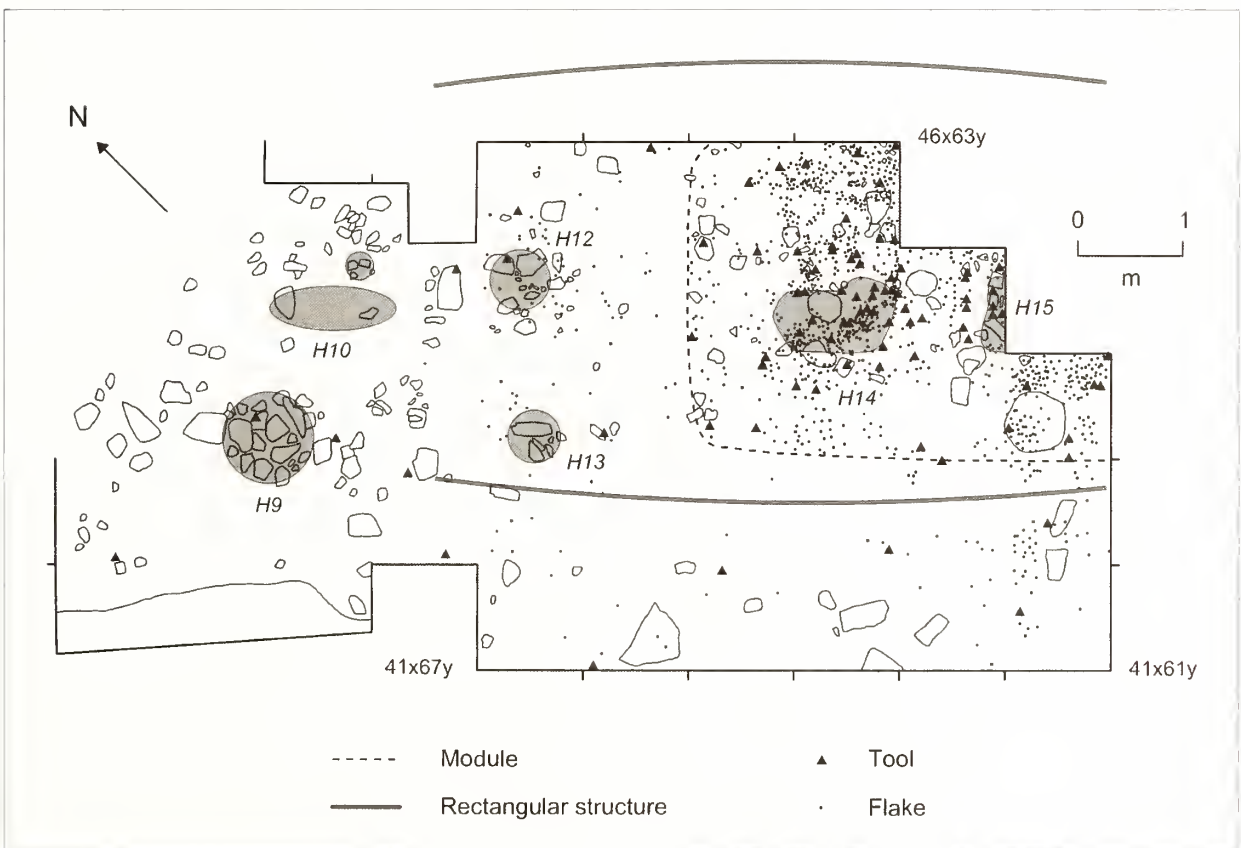 N
46x63y
0 1
m
H12
H15
H10
H14
H13
H9
41x67y
41x61y
Module
Tool
Rectangular structure
Flake